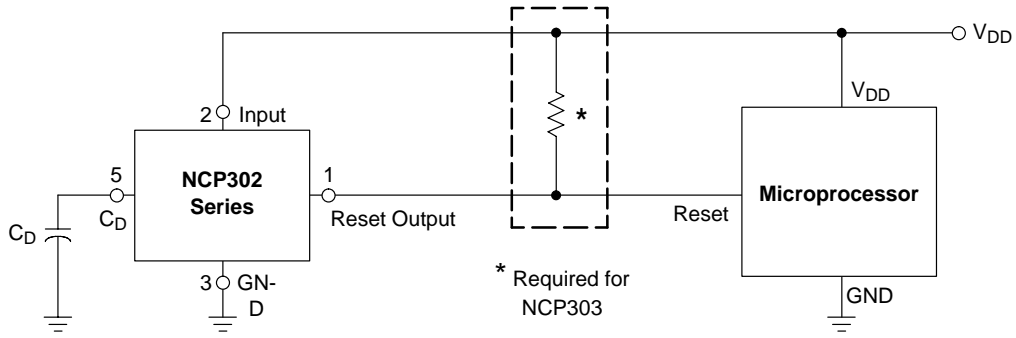 V_DD
V_DD
2 Input
5
NCP302
Series
1
C_D
C_D
Reset Output
*
Reset
Microprocessor
3 GN-
D
* Required for
NCP303
GND